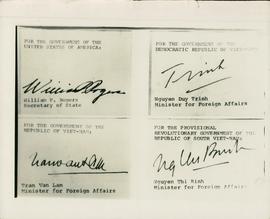 FOR THE GOVERNMENT OF THE
UNITED STATES OF AMERICA:
William Rogers
William P. Rogers
Secretary of State
FOR THE GOVERNMENT OF THE
DEMOCRATIC REPUBLIC OF VIET-NAM:
Trinh
Nguyen Duy Trinh
Minister for Foreign Affairs
FOR THE GOVERNMENT OF THE
REPUBLIC OF VIET-NAM:
Tran Van Lam
Minister for Foreign Affairs
FOR THE PROVISIONAL
REVOLUTIONARY GOVERNMENT OF THE
REPUBLIC OF SOUTH VIET-NAM:
Nguyen Thi Binh
Minister for Foreign Affairs